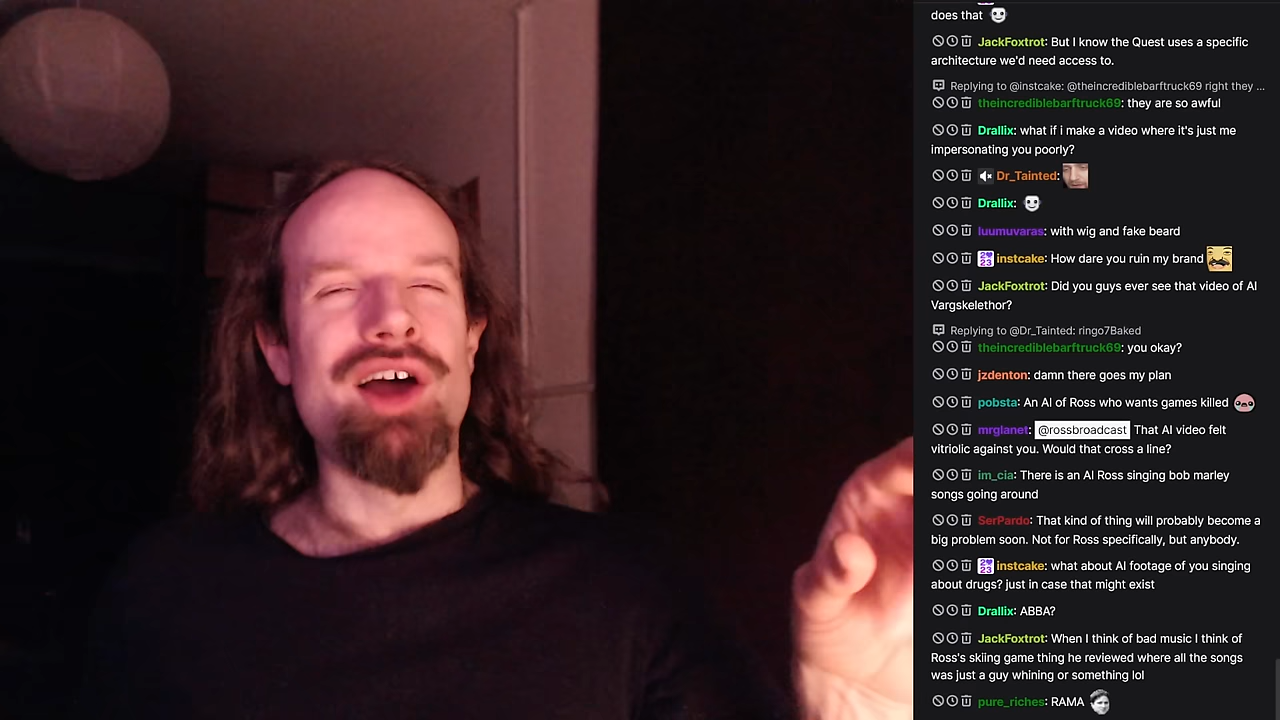 does that
JackFoxtrot: But I know the Quest uses a specific
architecture we'd need access to.
Replying to @instcake: @theincrediblebarftruck69 right they ...
theincrediblebarftruck69: they are so awful
Drallix: what if i make a video where it's just me
impersonating you poorly?
Dr_Tainted:
Drallix:
luumuvaras: with wig and fake beard
instcake: How dare you ruin my brand
JackFoxtrot: Did you guys ever see that video of AI
Vargskelethor?
Replying to @Dr_Tainted: ringo7Baked
theincrediblebarftruck69: you okay?
jzdenton: damn there goes my plan
pobsta: An AI of Ross who wants games killed
mrglanet: @rossbroadcast That AI video felt
vitriolic against you. Would that cross a line?
im_cia: There is an AI Ross singing bob marley
songs going around
SerPardo: That kind of thing will probably become a
big problem soon. Not for Ross specifically, but anybody.
instcake: what about AI footage of you singing
about drugs? just in case that might exist
Drallix: ABBA?
JackFoxtrot: When I think of bad music I think of
Ross's skiing game thing he reviewed where all the songs
was just a guy whining or something lol
pure_riches: RAMA